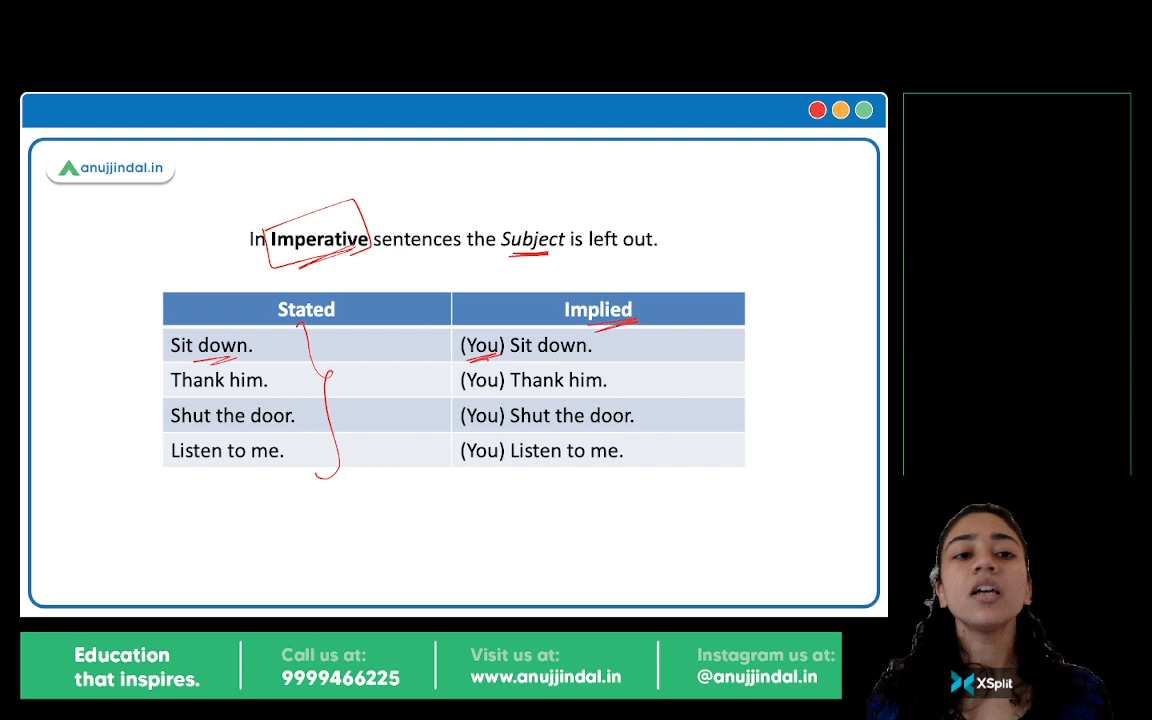 anujjindal.in
In Imperative sentences the Subject is left out.
Stated Implied
Sit down. (You) Sit down.
Thank him. (You) Thank him.
Shut the door. (You) Shut the door.
Listen to me. (You) Listen to me.
Education
that inspires.
Call us at:
9999466225
Visit us at:
www.anujjindal.in
Instagram us at:
@anujjindal.in
XSplit